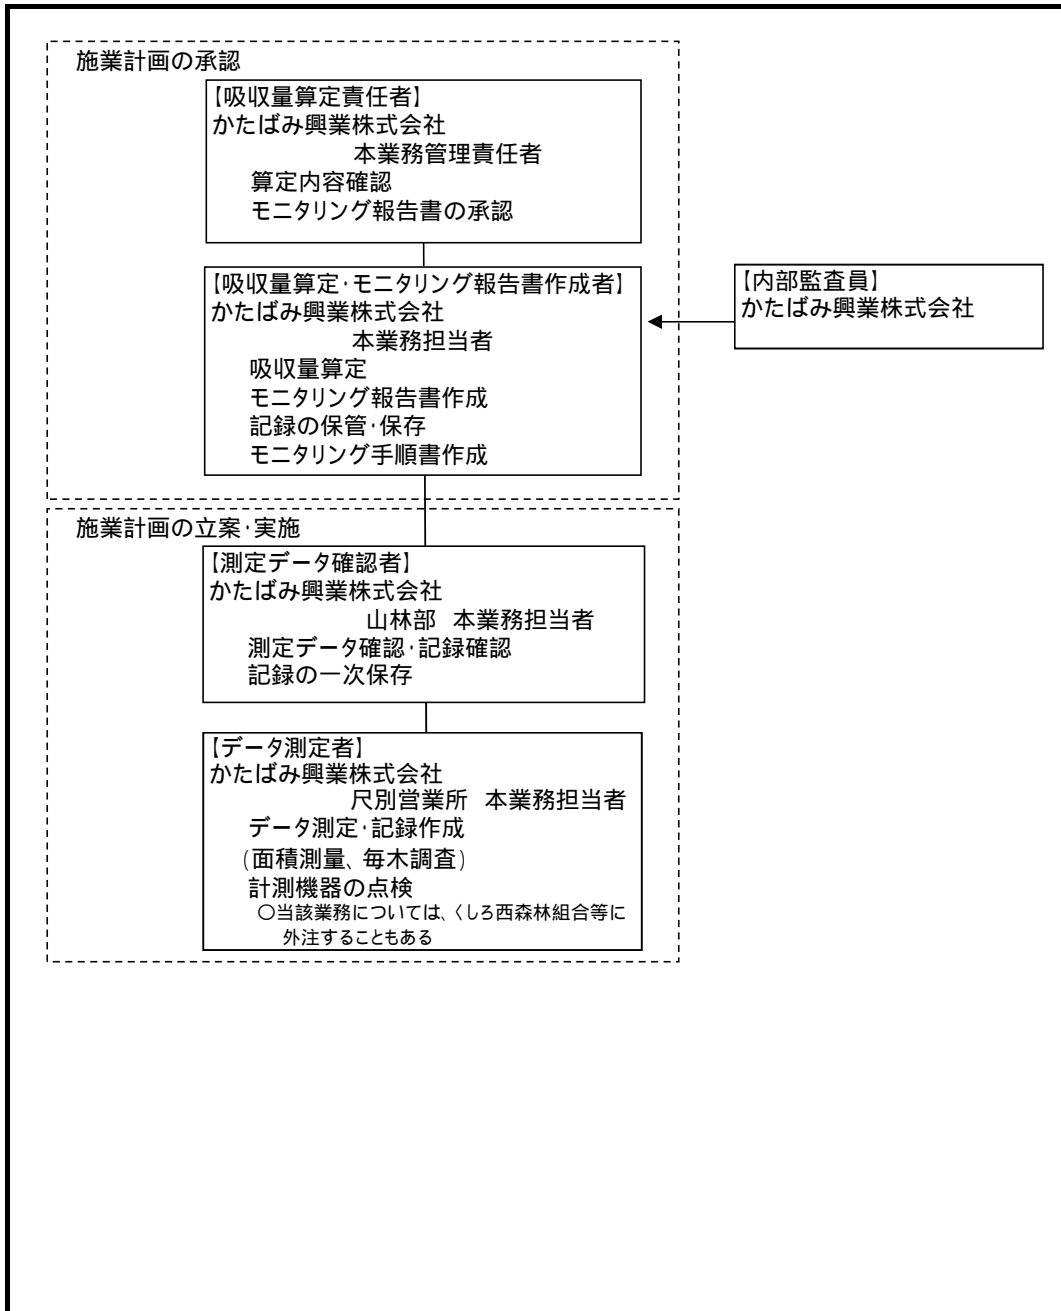 施業計画の承認
【吸収量算定責任者】
かたばみ興業株式会社
本業務管理責任者
算定内容確認
モニタリング報告書の承認
【吸収量算定・モニタリング報告書作成者】
かたばみ興業株式会社
本業務担当者
吸収量算定
モニタリング報告書作成
記録の保管・保存
モニタリング手順書作成
【内部監査員】
かたばみ興業株式会社
施業計画の立案・実施
【測定データ確認者】
かたばみ興業株式会社
山林部 本業務担当者
測定データ確認・記録確認
記録の一次保存
【データ測定者】
かたばみ興業株式会社
尺別営業所 本業務担当者
データ測定・記録作成
(面積測量、毎木調査)
計測機器の点検
○当該業務については、くしろ西森林組合等に
外注することもある